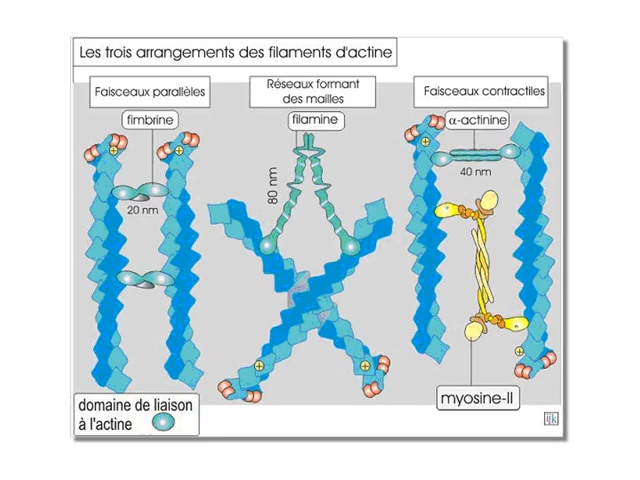 Les trois arrangements des filaments d'actine
Faisceaux parallèles
Réseaux formant
des mailles
Faisceaux contractiles
fimbrine
filamine
α-actinine
20 nm
80 nm
40 nm
+
+
+
+
+
+
myosine-II
domaine de liaison
à l'actine
ijk